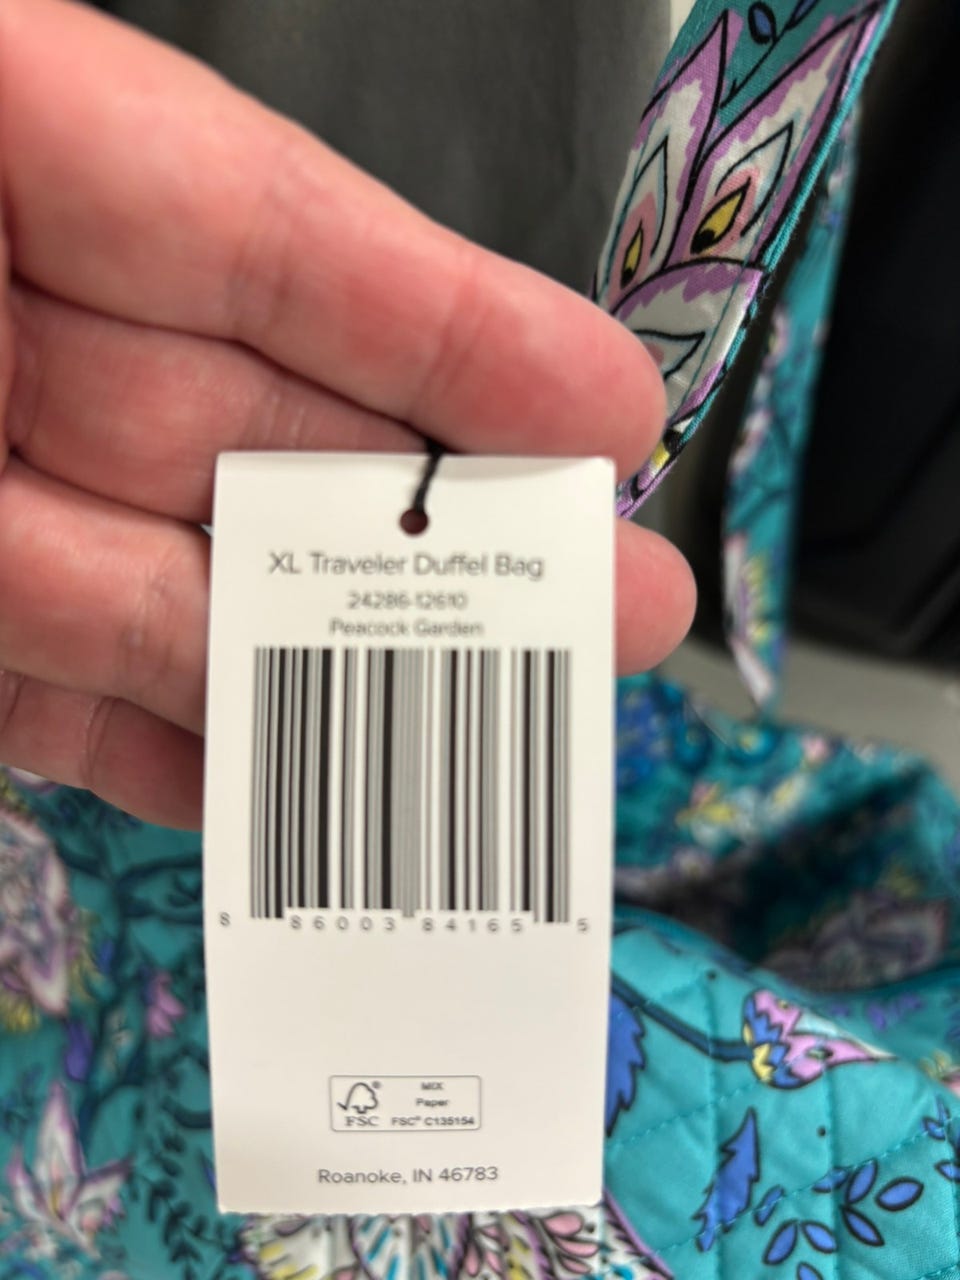 XL Traveler Duffel Bag
24286-12610
Peacock Garden
8 86003 84165 5
FSC®
MIX
Paper
FSC® C135154
Roanoke, IN 46783